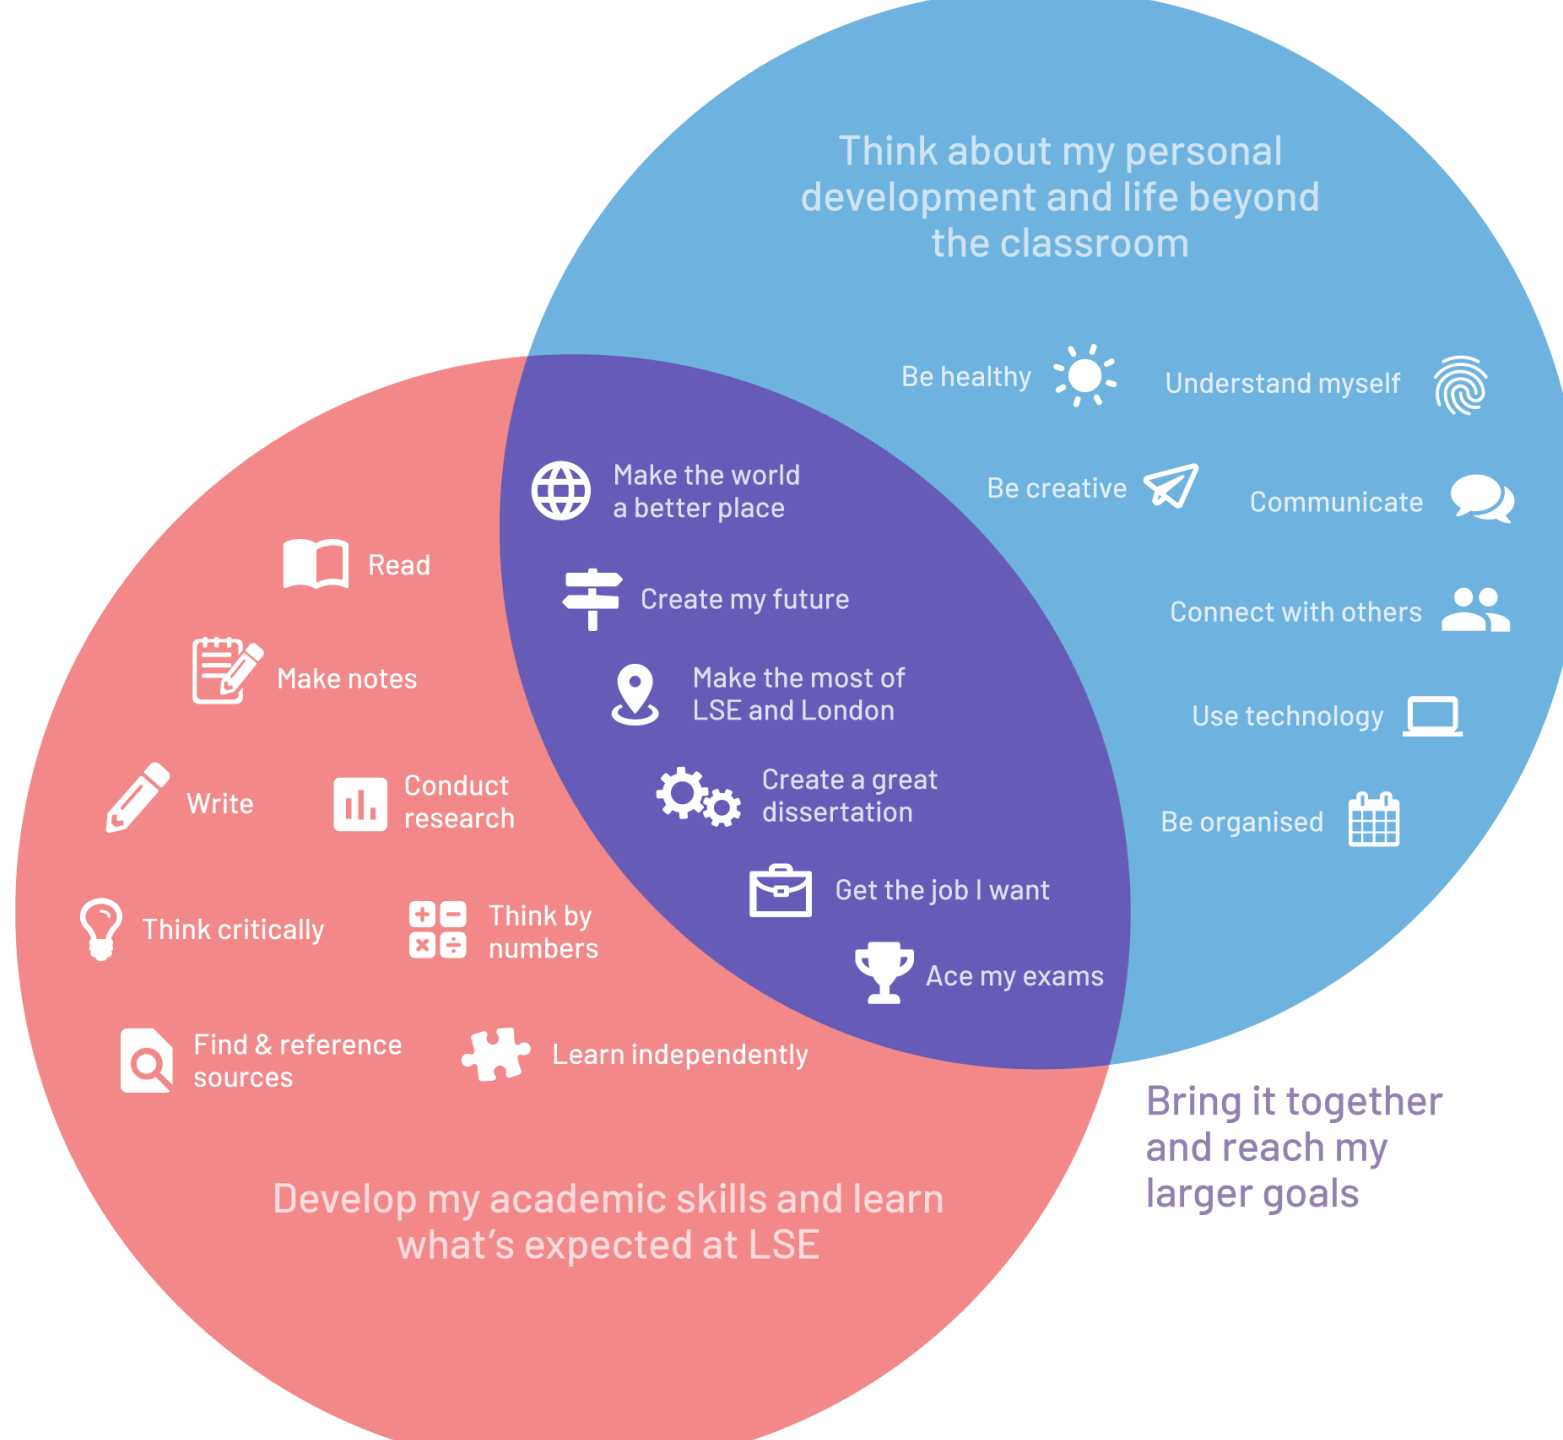 Think about my personal
development and life beyond
the classroom
Be healthy
Understand myself
Be creative
Communicate
Connect with others
Use technology
Be organised
Make the world
a better place
Create my future
Make the most of
LSE and London
Create a great
dissertation
Get the job I want
Ace my exams
Read
Make notes
Write
Conduct
research
Think critically
Think by
numbers
Find & reference
sources
Learn independently
Bring it together
and reach my
larger goals
Develop my academic skills and learn
what's expected at LSE